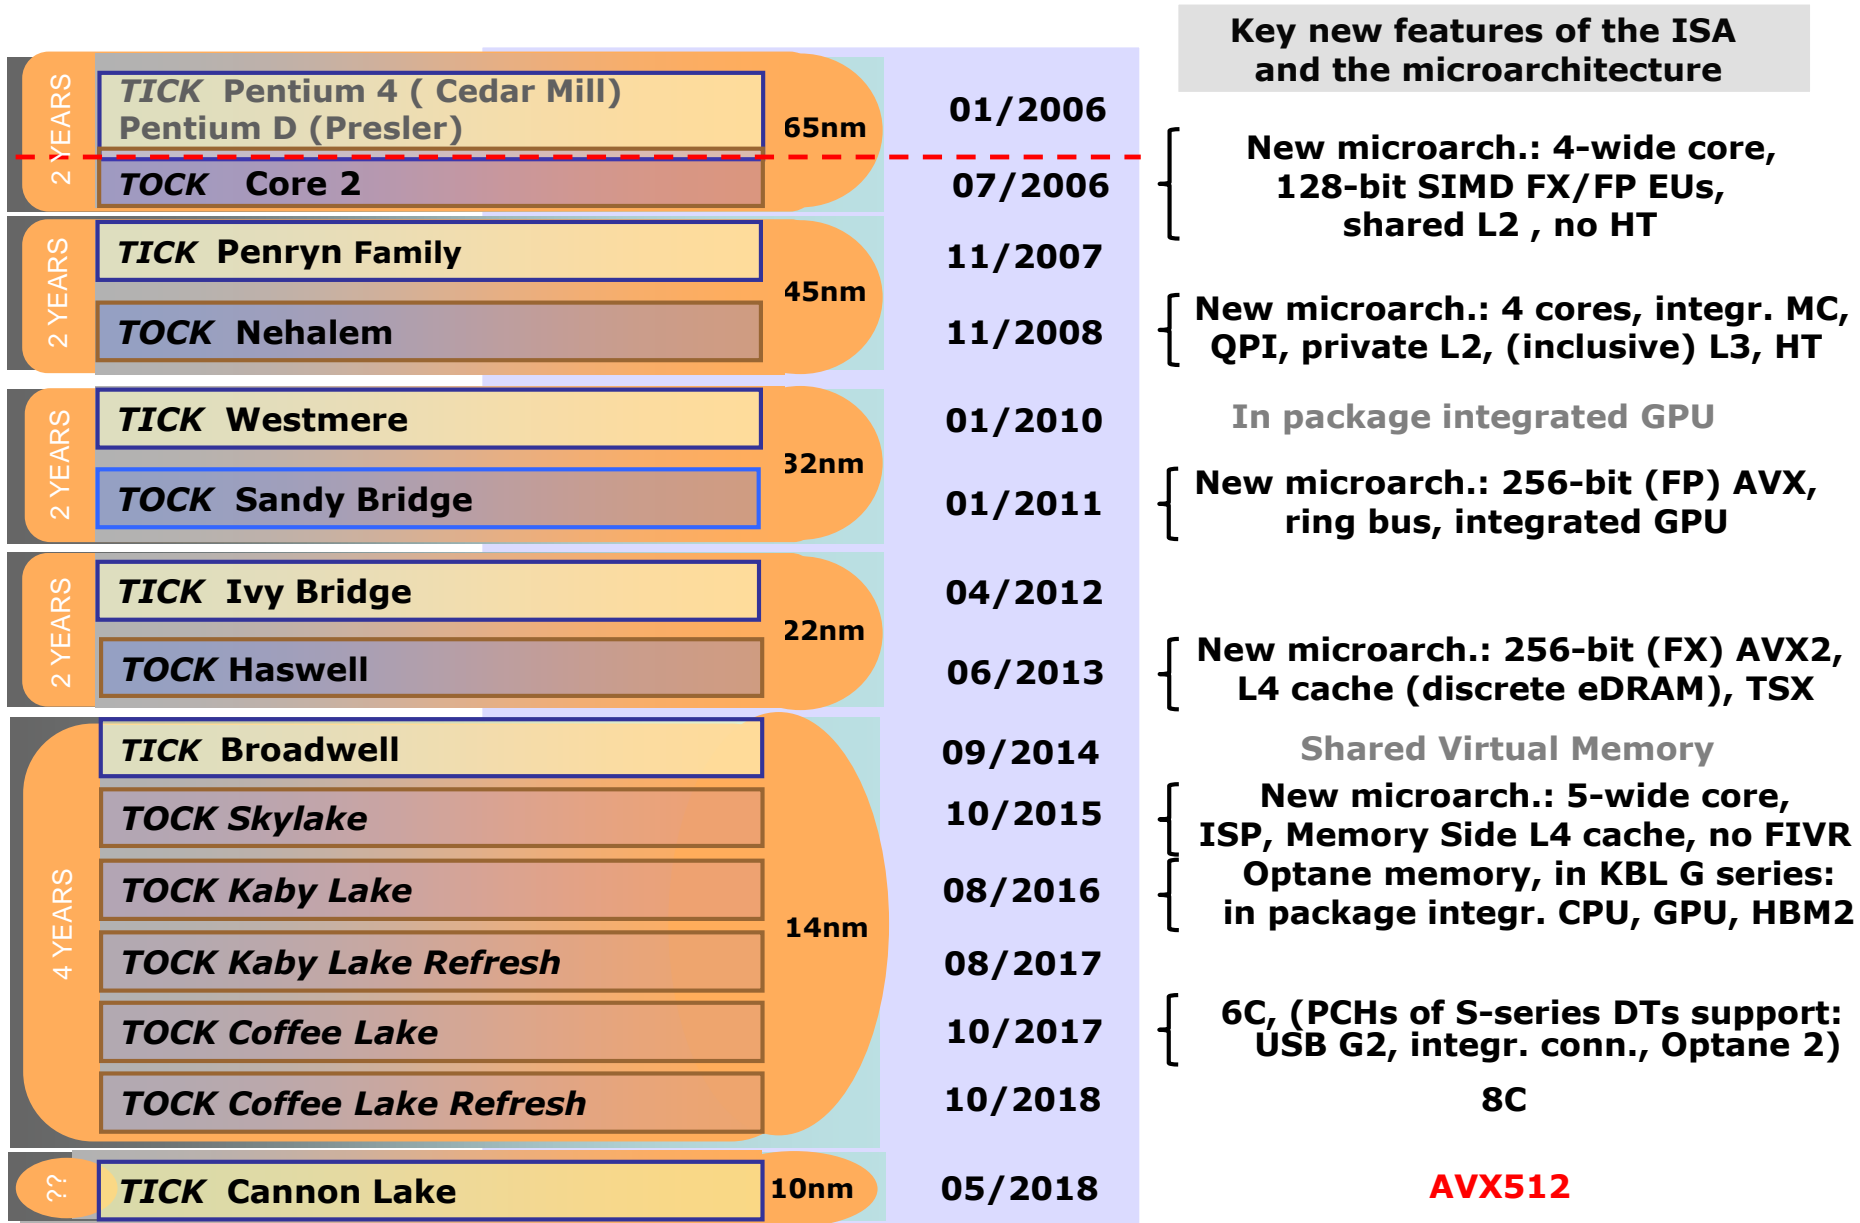 Key new features of the ISA
and the microarchitecture
2 YEARS
TICK Pentium 4 ( Cedar Mill)
Pentium D (Presler)
65nm
01/2006
TOCK Core 2
07/2006
New microarch.: 4-wide core,
128-bit SIMD FX/FP EUs,
shared L2 , no HT
2 YEARS
TICK Penryn Family
45nm
11/2007
TOCK Nehalem
11/2008
New microarch.: 4 cores, integr. MC,
QPI, private L2, (inclusive) L3, HT
2 YEARS
TICK Westmere
32nm
01/2010
In package integrated GPU
TOCK Sandy Bridge
01/2011
New microarch.: 256-bit (FP) AVX,
ring bus, integrated GPU
2 YEARS
TICK Ivy Bridge
22nm
04/2012
TOCK Haswell
06/2013
New microarch.: 256-bit (FX) AVX2,
L4 cache (discrete eDRAM), TSX
4 YEARS
TICK Broadwell
14nm
09/2014
Shared Virtual Memory
TOCK Skylake
10/2015
New microarch.: 5-wide core,
ISP, Memory Side L4 cache, no FIVR
TOCK Kaby Lake
08/2016
Optane memory, in KBL G series:
in package integr. CPU, GPU, HBM2
TOCK Kaby Lake Refresh
08/2017
TOCK Coffee Lake
10/2017
6C, (PCHs of S-series DTs support:
USB G2, integr. conn., Optane 2)
TOCK Coffee Lake Refresh
10/2018
8C
??
TICK Cannon Lake
10nm
05/2018
AVX512